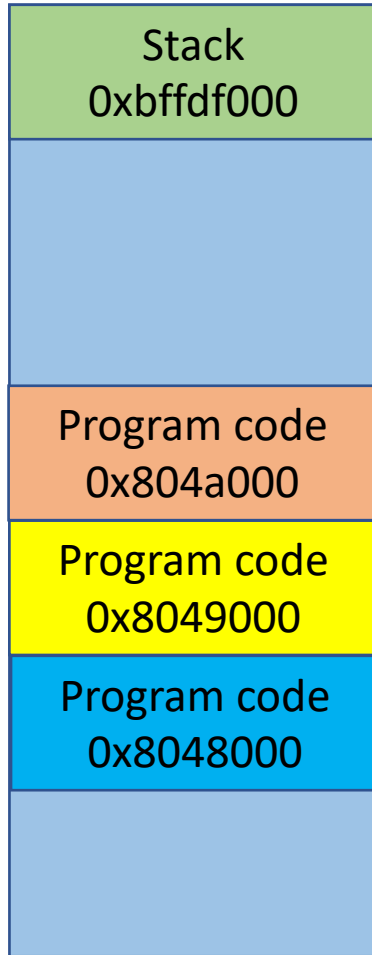 Stack
0xbffdf000
Program code
0x804a000
Program code
0x8049000
Program code
0x8048000